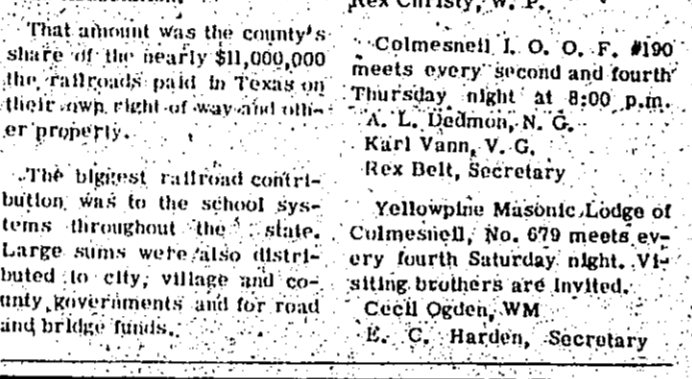 That amount was the county's
share of the nearly $11,000,000
the railroads paid in Texas on
their own right of way and oth-
er property.
The biggest railroad contri-
bution was to the school sys-
tems throughout the state.
Large sums were also distri-
buted to city, village and co-
unty governments and for road
and bridge funds.
Rex Christy, W. P.
Colmesneil I. O. O. F. #190
meets every second and fourth
Thursday night at 8:00 p.m.
A. L. Dedmon, N. G.
Karl Vann, V. G.
Rex Belt, Secretary
Yellowpine Masonic Lodge of
Colmesneil, No. 679 meets ev-
ery fourth Saturday night. Vi-
siting brothers are invited.
Cecil Ogden, WM
E. C. Harden, Secretary